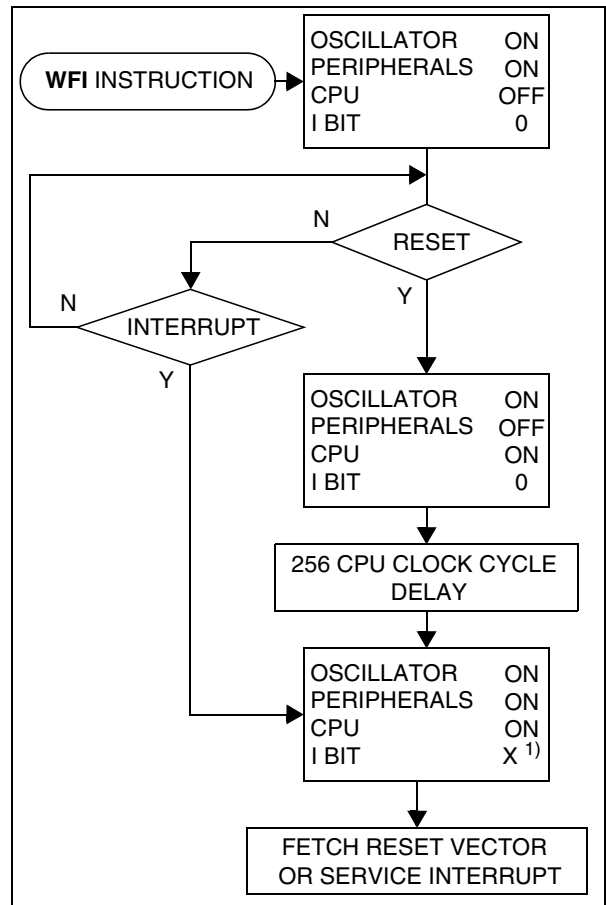 WFI INSTRUCTION
OSCILLATOR ON
PERIPHERALS ON
CPU OFF
I BIT 0
N
RESET
Y
N
INTERRUPT
Y
OSCILLATOR ON
PERIPHERALS OFF
CPU ON
I BIT 0
256 CPU CLOCK CYCLE
DELAY
OSCILLATOR ON
PERIPHERALS ON
CPU ON
I BIT X 1)
FETCH RESET VECTOR
OR SERVICE INTERRUPT